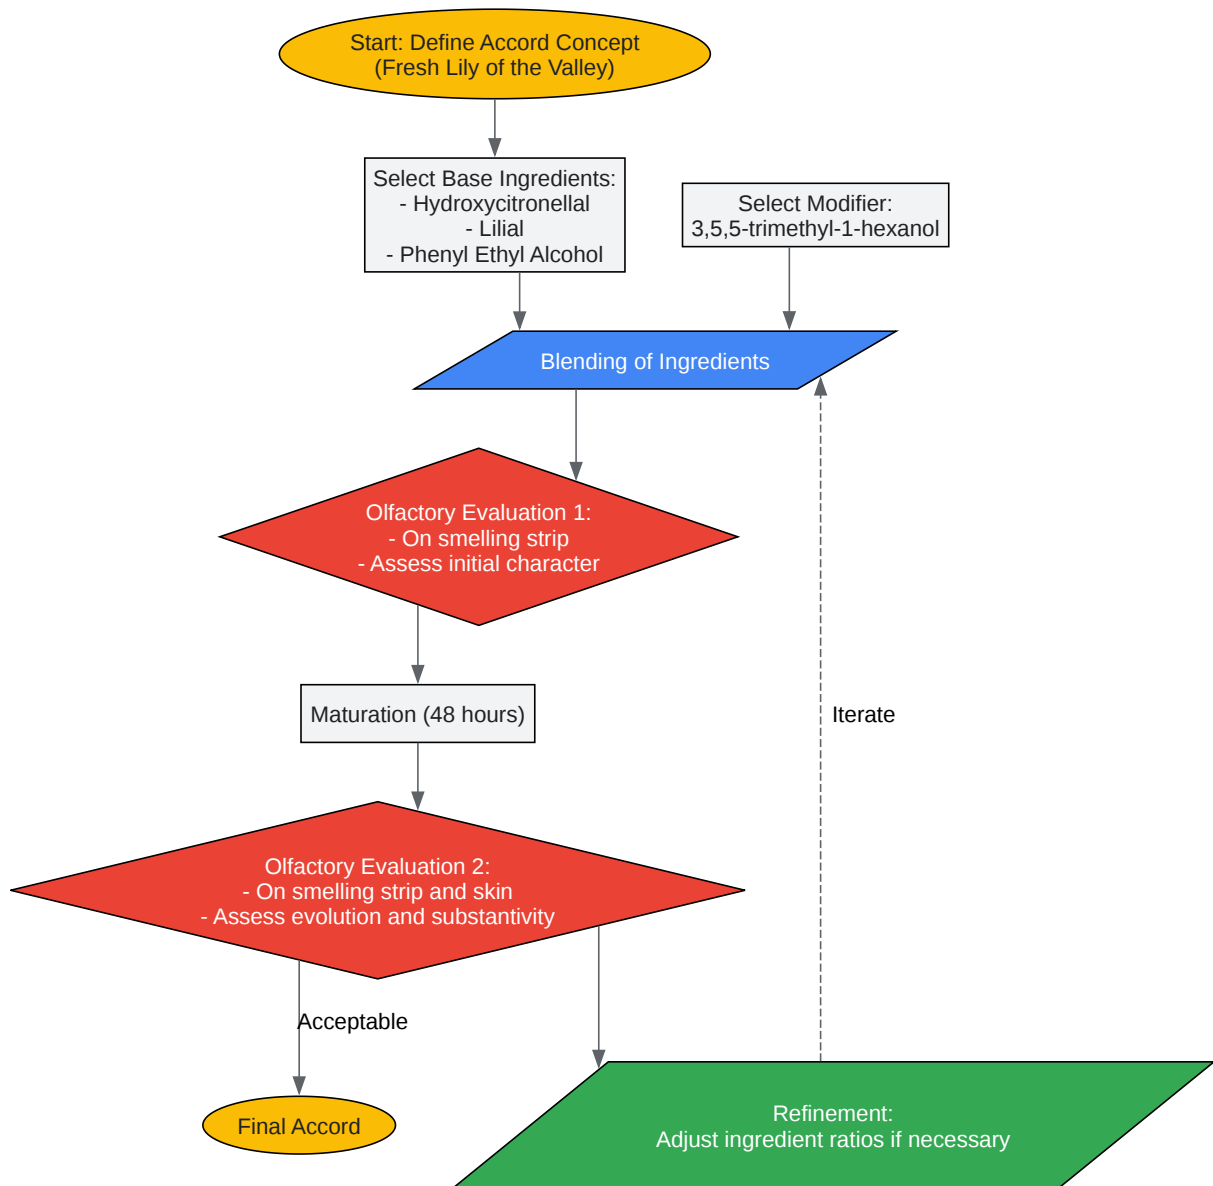 Start: Define Accord Concept
(Fresh Lily of the Valley)
Select Base Ingredients:
- Hydroxycitronellal
- Lilial
- Phenyl Ethyl Alcohol
Select Modifier:
3,5,5-trimethyl-1-hexanol
Blending of Ingredients
Olfactory Evaluation 1:
- On smelling strip
- Assess initial character
Maturation (48 hours)
Iterate
Olfactory Evaluation 2:
- On smelling strip and skin
- Assess evolution and substantivity
Acceptable
Final Accord
Refinement:
Adjust ingredient ratios if necessary